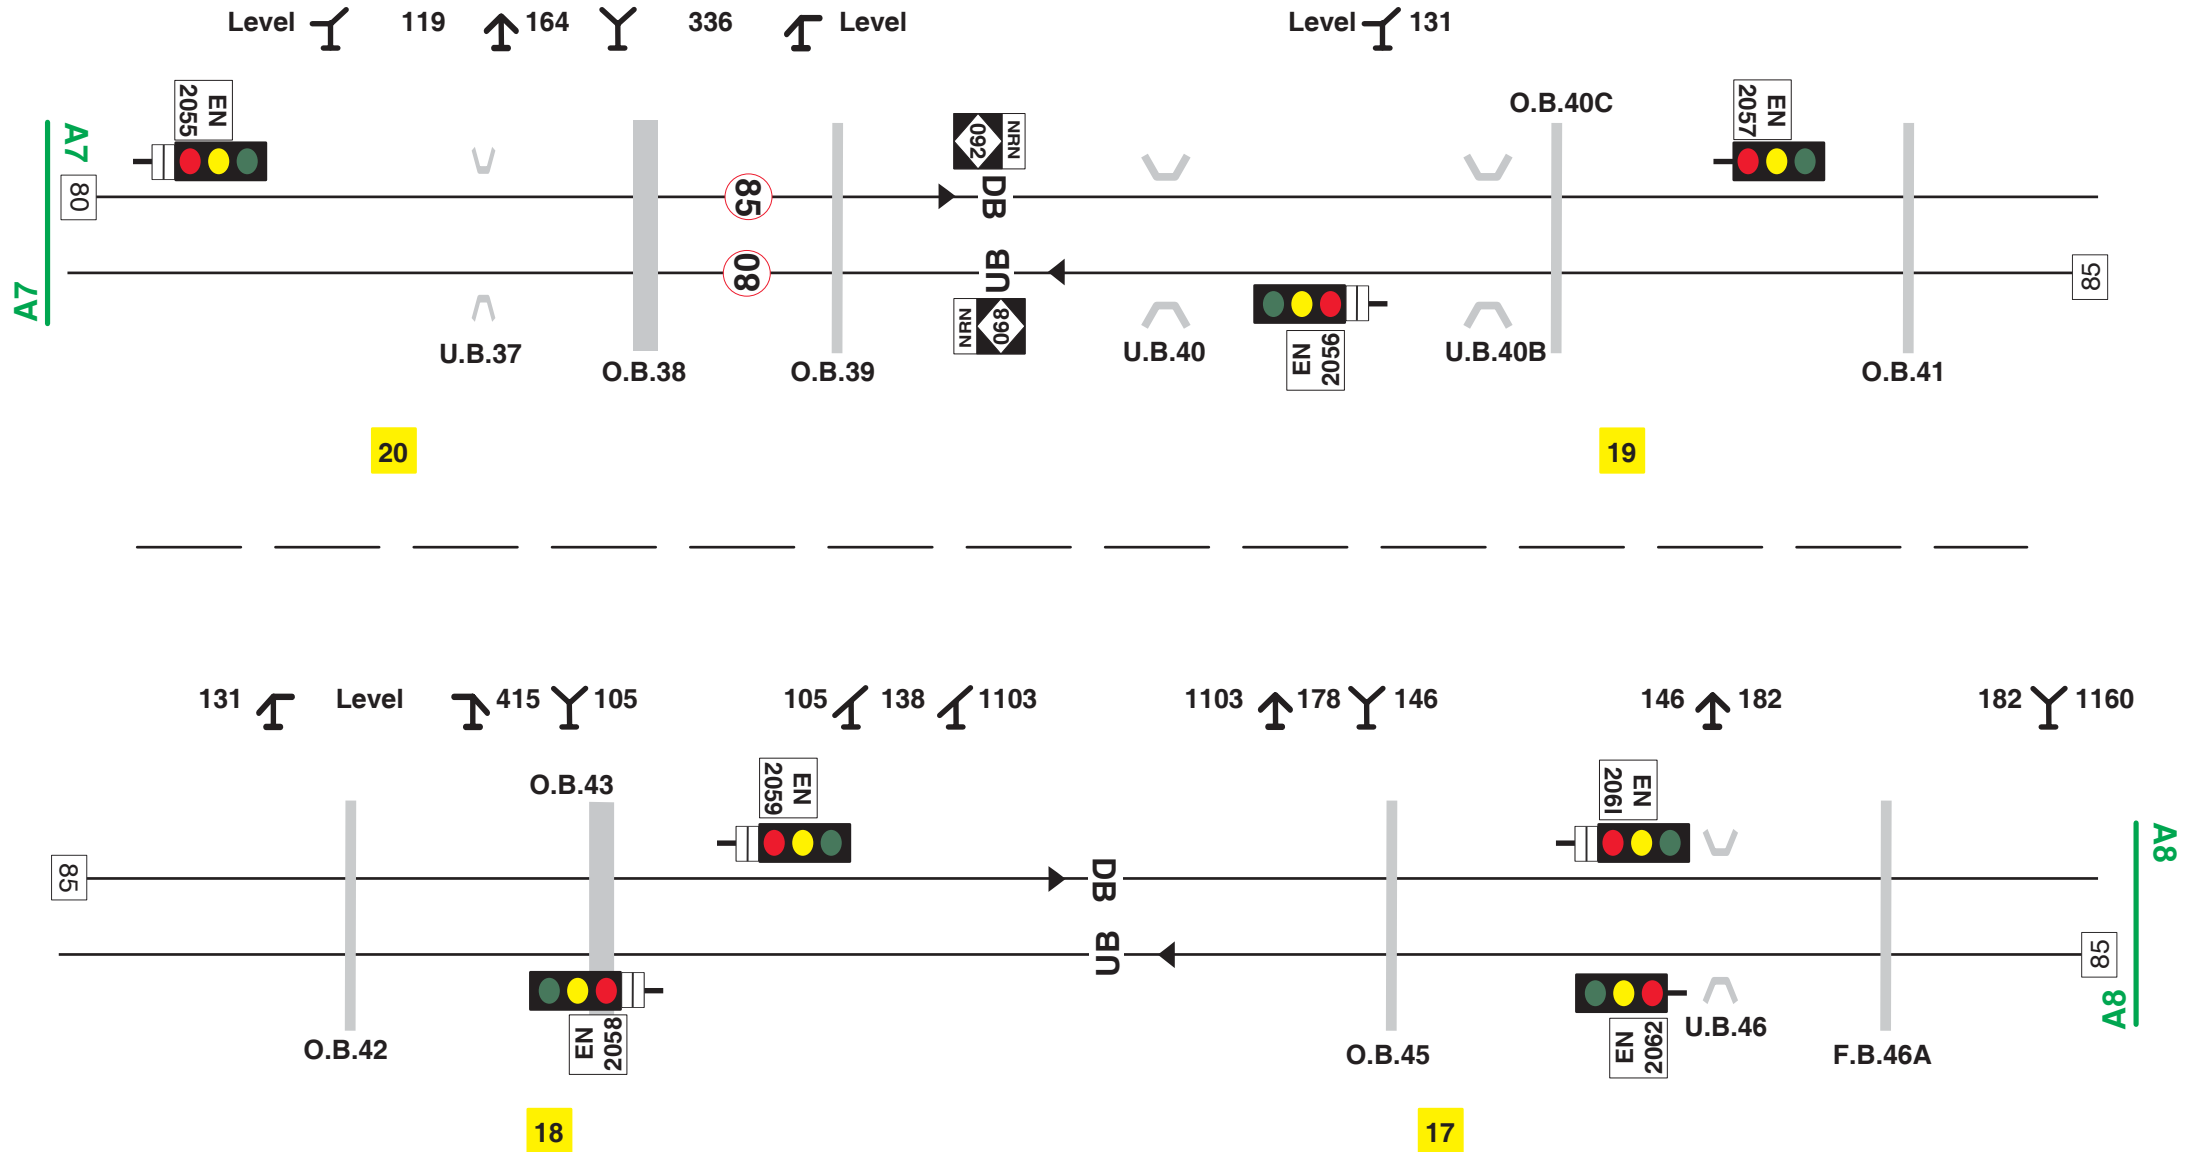 Level 119 164 336 Level Level 131
EN
2055
O.B.40C
EN
2057
A7
80
85
NRN
092
DB
A7
80
UB
NRN
068
85
EN
2056
U.B.37
O.B.38
O.B.39
U.B.40
U.B.40B
O.B.41
20
19
131 Level 415 105 105 138 1103 1103 178 146 146 182 182 1160
O.B.43
EN
2059
EN
206I
A8
85
DB
UB
85
A8
O.B.42
EN
2058
O.B.45
EN
2062
U.B.46
F.B.46A
18
17